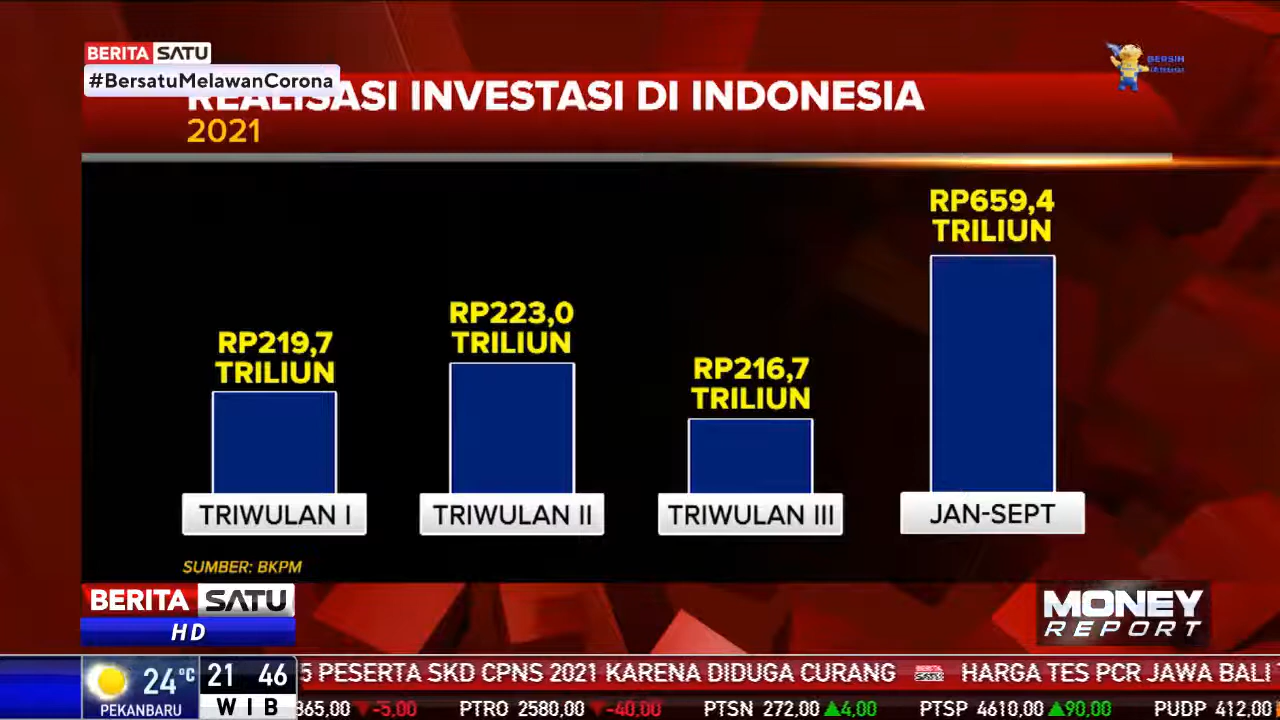 BERITA SATU
#BersatuMelawanCorona
BERSIH
REALISASI INVESTASI DI INDONESIA
2021
RP659,4
TRILIUN
RP223,0
TRILIUN
RP219,7
TRILIUN
RP216,7
TRILIUN
TRIWULAN I
TRIWULAN II
TRIWULAN III
JAN-SEPT
SUMBER: BKPM
BERITA SATU
HD
MONEY
REPORT
24°C
PEKANBARU
21 46
WIB
5 PESERTA SKD CPNS 2021 KARENA DIDUGA CURANG BERITA SATU HARGA TES PCR JAWA BALI
365,00 ▼-5,00 PTRO 2580,00 ▼-40,00 PTSN 272,00 ▲4,00 PTSP 4610,00 ▲90,00 PUDP 412,00